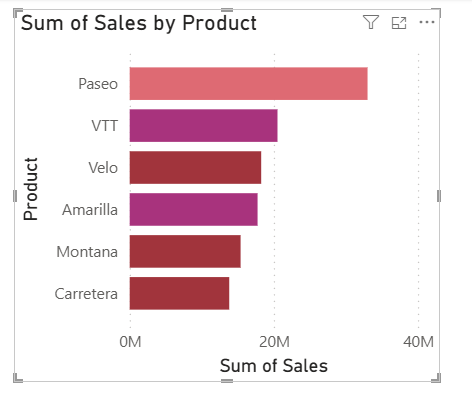 Sum of Sales by Product
Product
Paseo
VTT
Velo
Amarilla
Montana
Carretera
0M 20M 40M
Sum of Sales